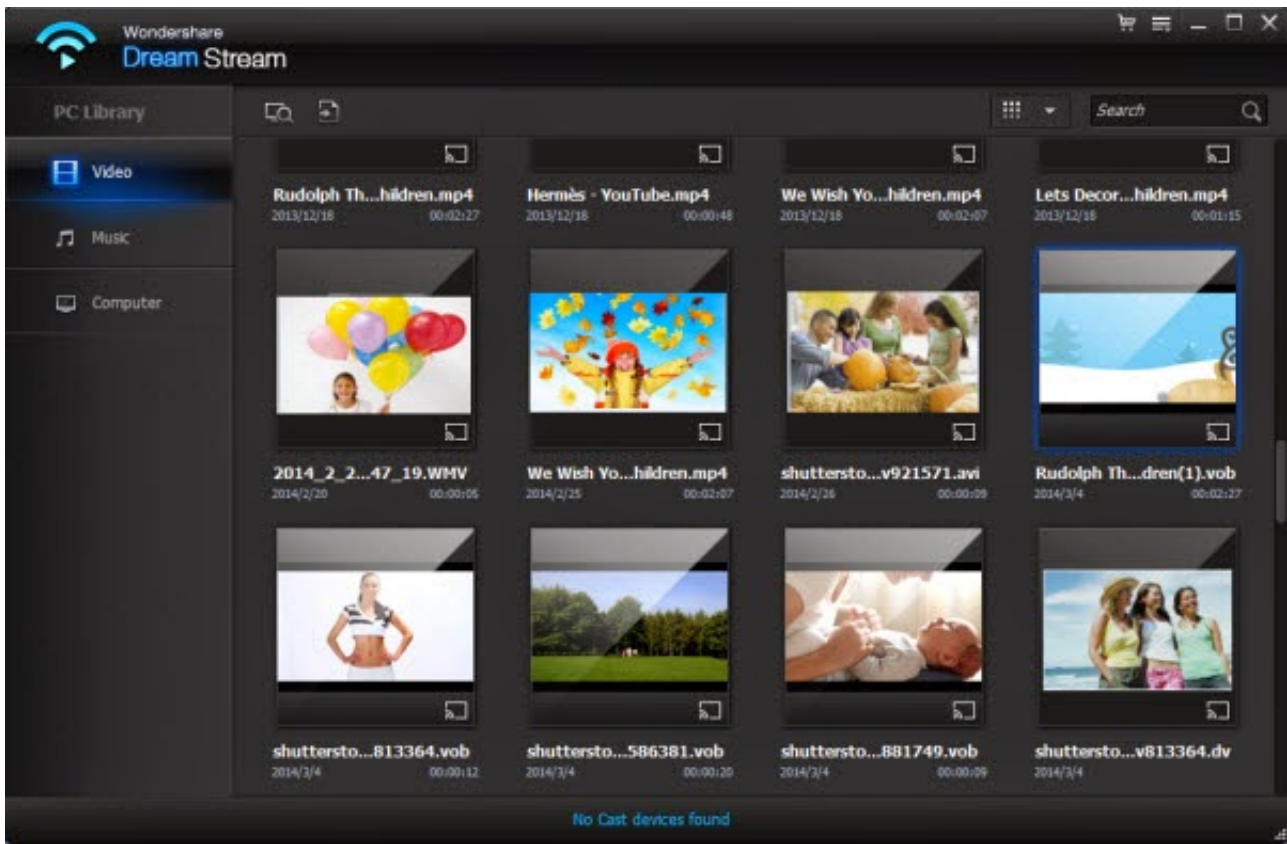 Wondershare
Dream Stream
PC Library
Search
Video
Music
Computer
Rudolph Th...hildren.mp4
2013/12/18 00:02:27
Hermès - YouTube.mp4
2013/12/18 00:00:48
We Wish Yo...hildren.mp4
2013/12/18 00:02:07
Lets Decor...hildren.mp4
2013/12/18 00:01:15
2014_2_2...47_19.WMV
2014/2/20 00:00:05
We Wish Yo...hildren.mp4
2014/2/25 00:02:07
shuttersto...v921571.avi
2014/2/26 00:00:09
Rudolph Th...dren(1).vob
2014/3/4 00:02:27
shuttersto...813364.vob
2014/3/4 00:00:12
shuttersto...586381.vob
2014/3/4 00:00:20
shuttersto...881749.vob
2014/3/4 00:00:09
shuttersto...v813364.dv
2014/3/4
No Cast devices found